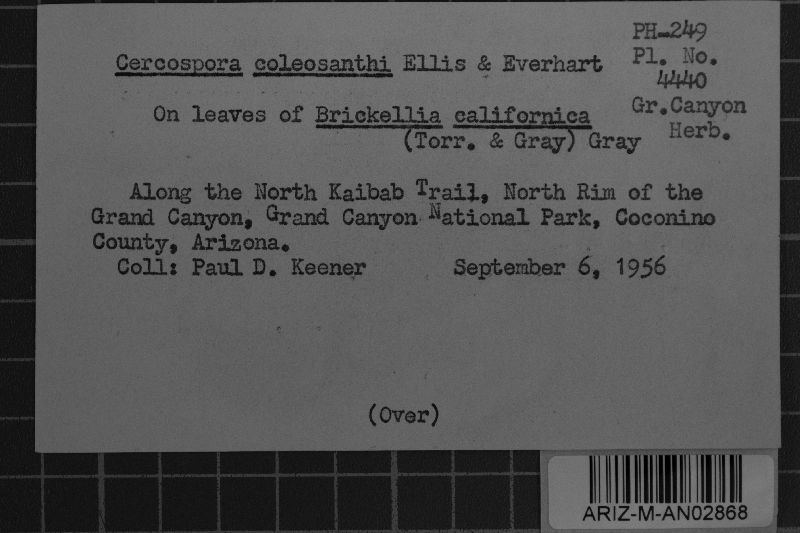 PH-249
Cercospora coleosanthi Ellis & Everhart
Pl. No.
4440
On leaves of Brickellia californica
Gr.Canyon
(Torr. & Gray) Gray
Herb.
Along the North Kaibab Trail, North Rim of the
Grand Canyon, Grand Canyon National Park, Coconino
County, Arizona.
Coll: Paul D. Keener September 6, 1956
(Over)
ARIZ-M-AN02868